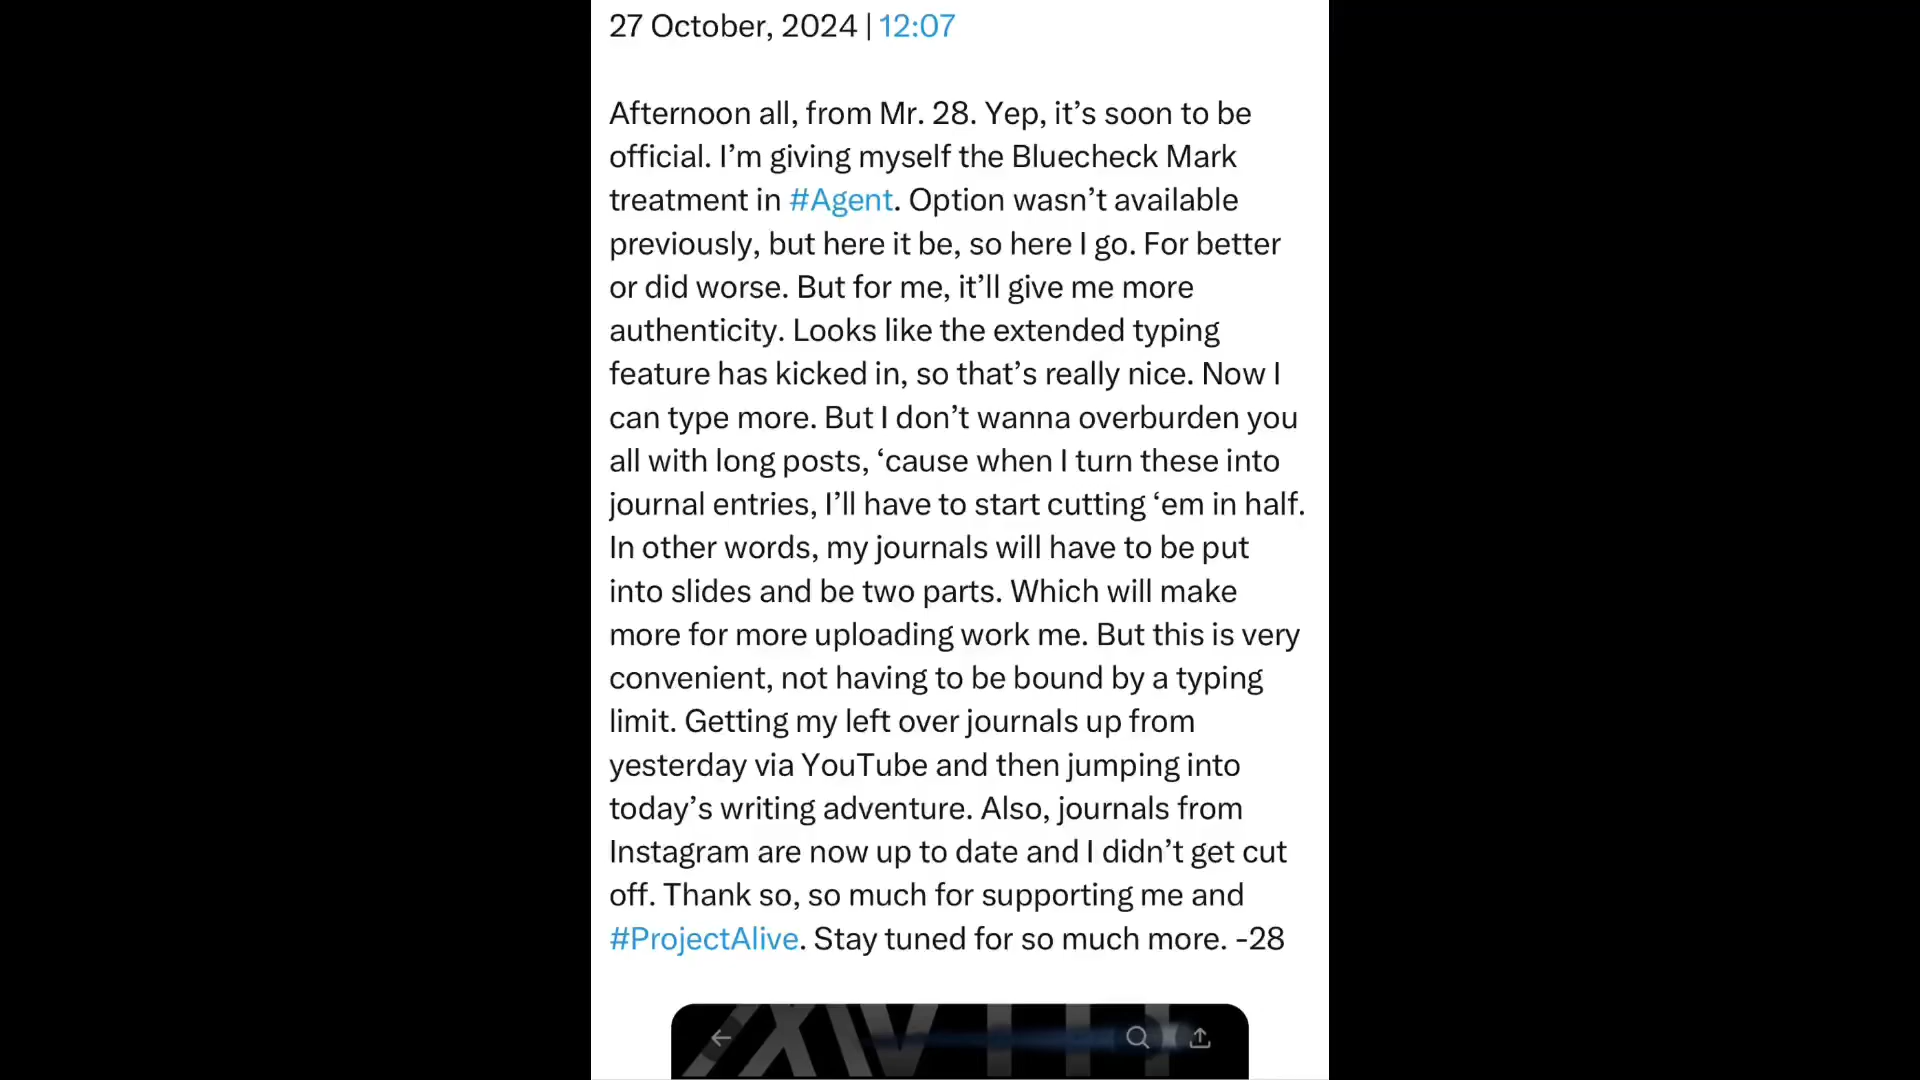 27 October, 2024 | 12:07
Afternoon all, from Mr. 28. Yep, it’s soon to be
official. I’m giving myself the Bluecheck Mark
treatment in #Agent. Option wasn’t available
previously, but here it be, so here I go. For better
or did worse. But for me, it’ll give me more
authenticity. Looks like the extended typing
feature has kicked in, so that’s really nice. Now I
can type more. But I don’t wanna overburden you
all with long posts, ‘cause when I turn these into
journal entries, I’ll have to start cutting ‘em in half.
In other words, my journals will have to be put
into slides and be two parts. Which will make
more for more uploading work me. But this is very
convenient, not having to be bound by a typing
limit. Getting my left over journals up from
yesterday via YouTube and then jumping into
today’s writing adventure. Also, journals from
Instagram are now up to date and I didn’t get cut
off. Thank so, so much for supporting me and
#ProjectAlive. Stay tuned for so much more. -28
XVIII